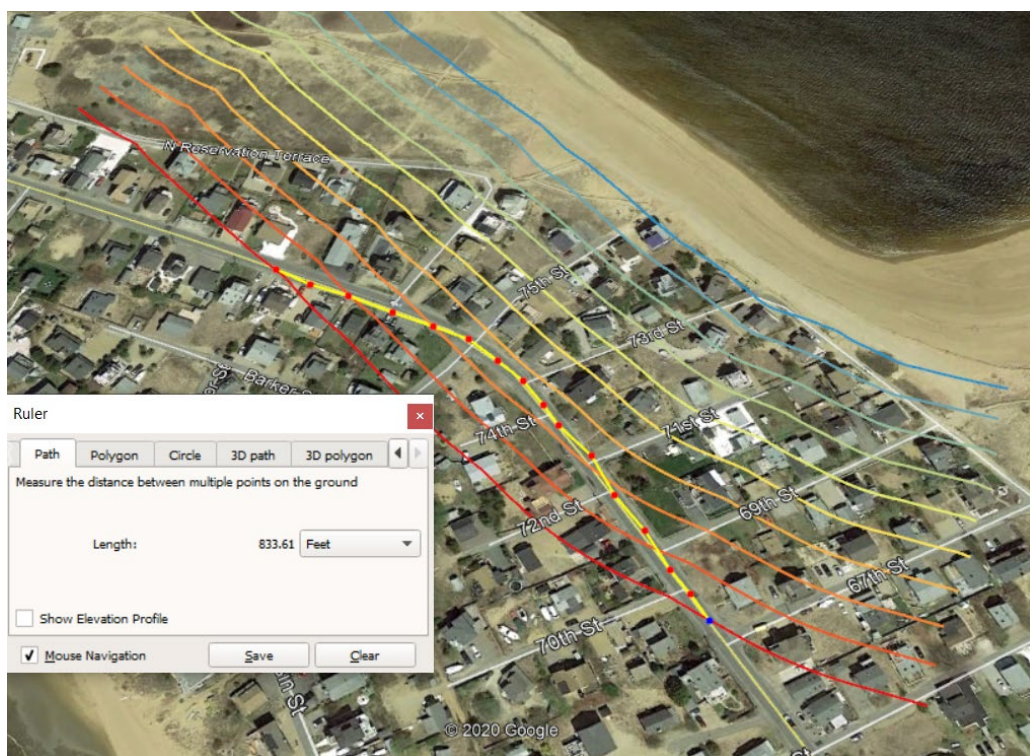 N Reservation Terrace
75th St
73rd St
74th St
71st St
72nd St
69th St
67th St
70th St
© 2020 Google
Ruler
Path
Polygon
Circle
3D path
3D polygon
Measure the distance between multiple points on the ground
Length:
833.61
Feet
Show Elevation Profile
Mouse Navigation
Save
Clear